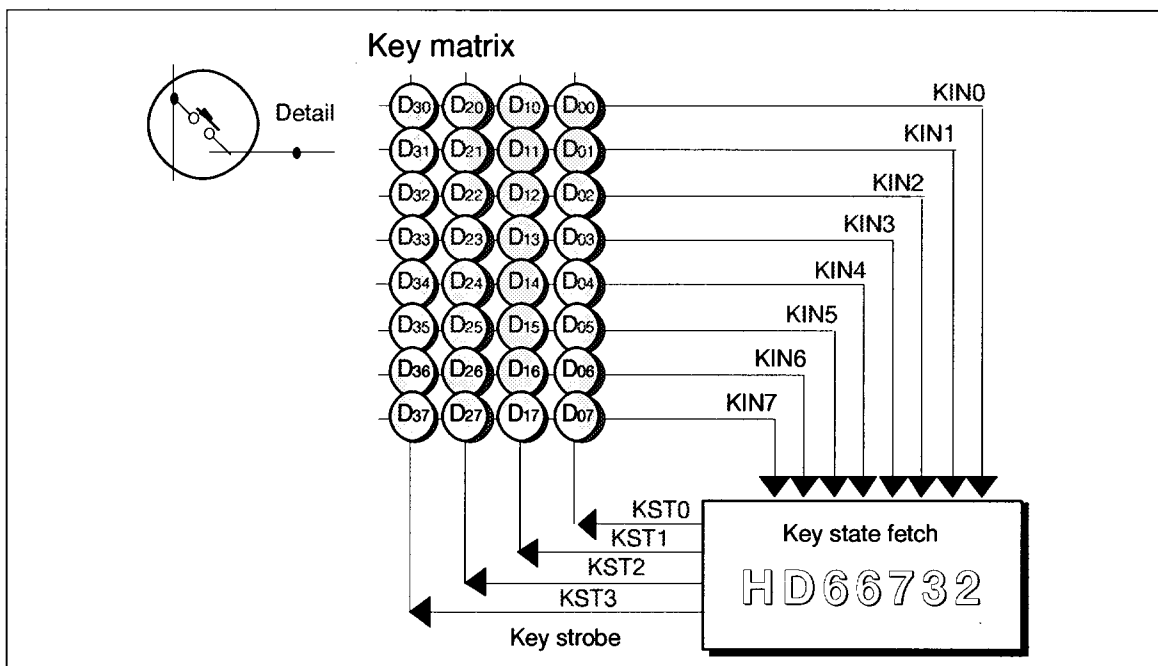 Key matrix
Detail
D30 D20 D10 D00 KIN0
D31 D21 D11 D01 KIN1
D32 D22 D12 D02 KIN2
D33 D23 D13 D03 KIN3
D34 D24 D14 D04 KIN4
D35 D25 D15 D05 KIN5
D36 D26 D16 D06 KIN6
D37 D27 D17 D07 KIN7
KST0
KST1
KST2
KST3
Key strobe
Key state fetch
HD66732